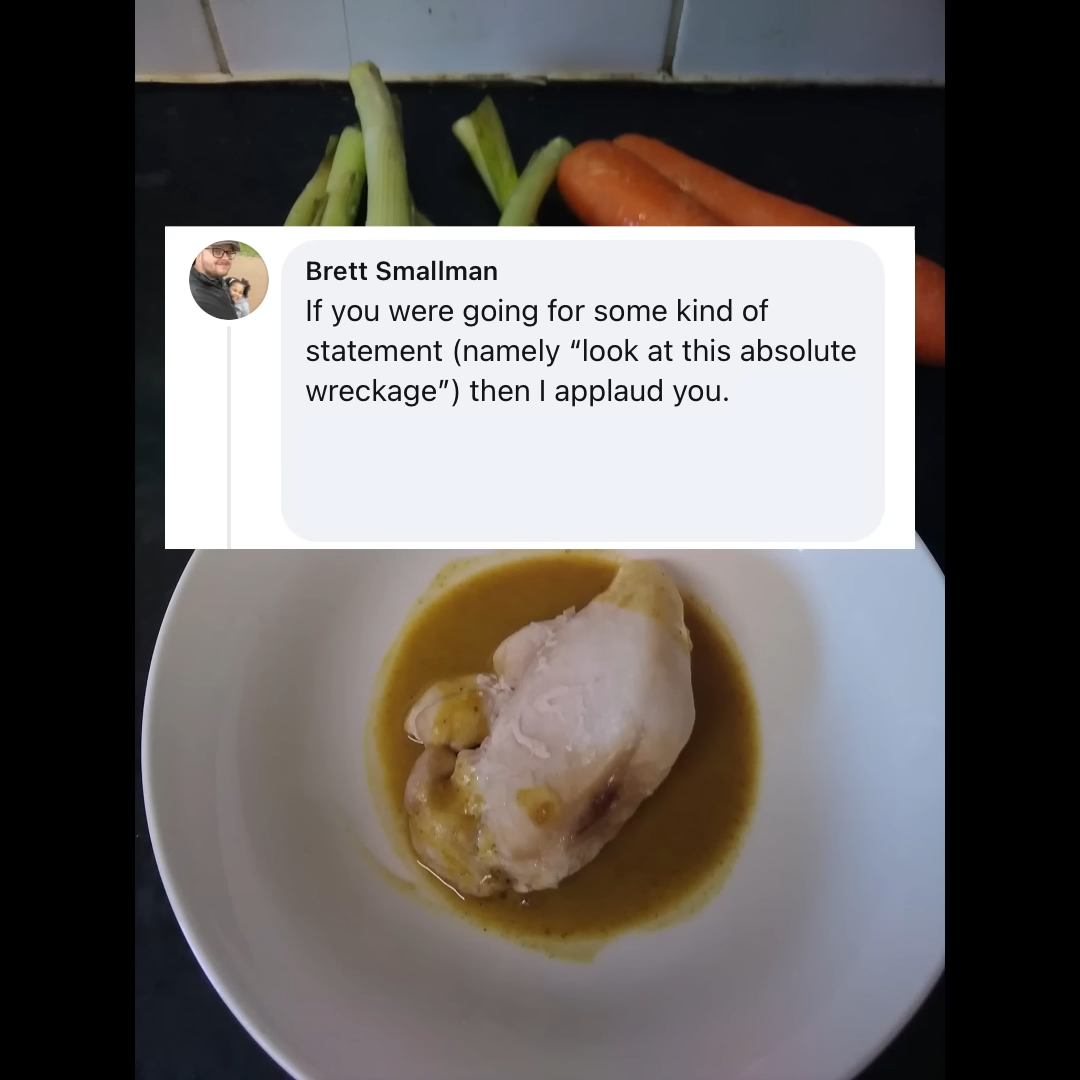 Brett Smallman
If you were going for some kind of
statement (namely “look at this absolute
wreckage”) then I applaud you.